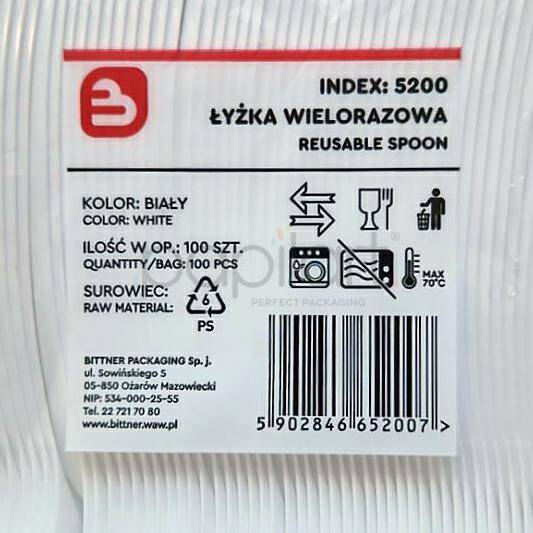 INDEX: 5200
ŁYŻKA WIELORAZOWA
REUSABLE SPOON
KOLOR: BIAŁY
COLOR: WHITE
ILOŚĆ W OP.: 100 SZT.
QUANTITY/BAG: 100 PCS
SUROWIEC:
RAW MATERIAL:
6
PS
MAX
70°C
papilart®
PERFECT PACKAGING
BITTNER PACKAGING Sp. j.
ul. Sowińskiego 5
05-850 Ożarów Mazowiecki
NIP: 534-000-25-55
Tel. 22 721 70 80
www.bittner.waw.pl
5 902846 652007 >